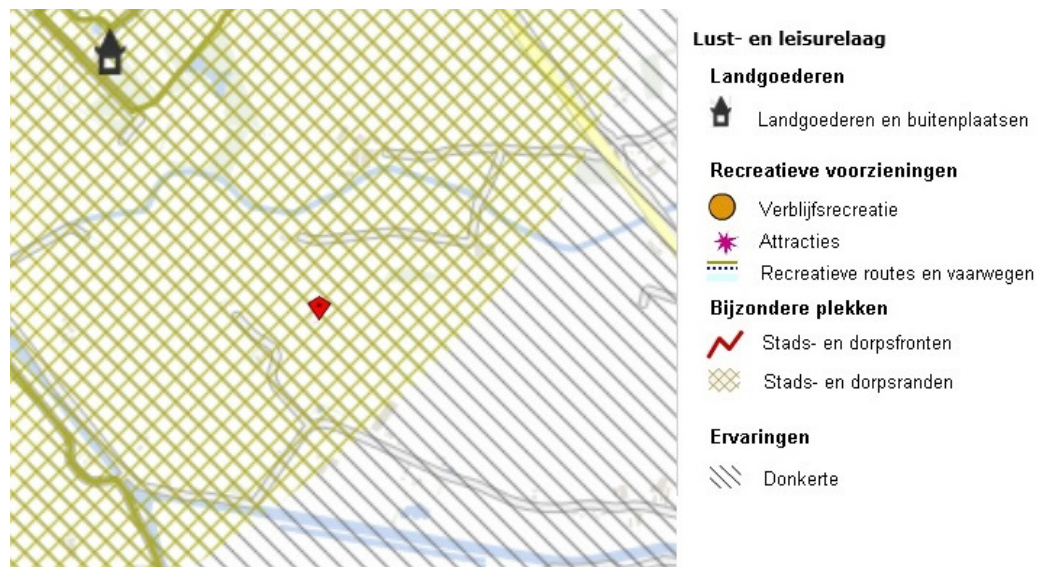 Lust- en leisurelaag
Landgoederen
Landgoederen en buitenplaatsen
Recreatieve voorzieningen
Verblijfsrecreatie
Attracties
Recreatieve routes en vaarwegen
Bijzondere plekken
Stads- en dorpsfronten
Stads- en dorpsranden
Ervaringen
Donkerte